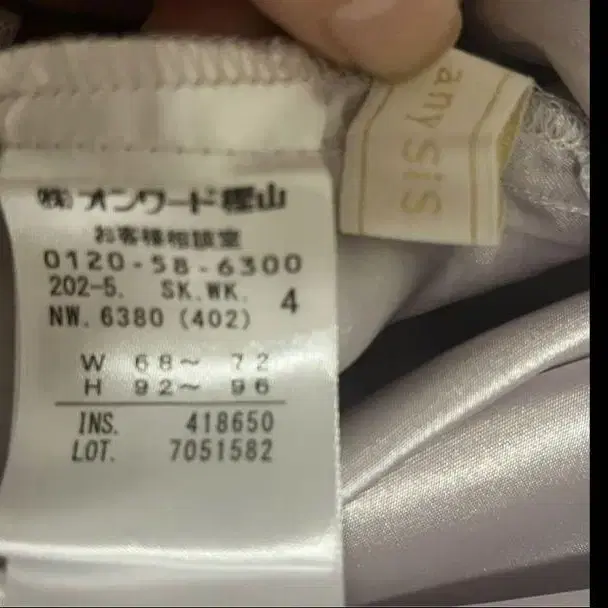 ㈱オンワード樫山
お客様相談室
0120-58-6300
202-5. SK.WK. 4
NW. 6380 (402)
W 68～ 72
H 92～ 96
INS. 418650
LOT. 7051582
any sis